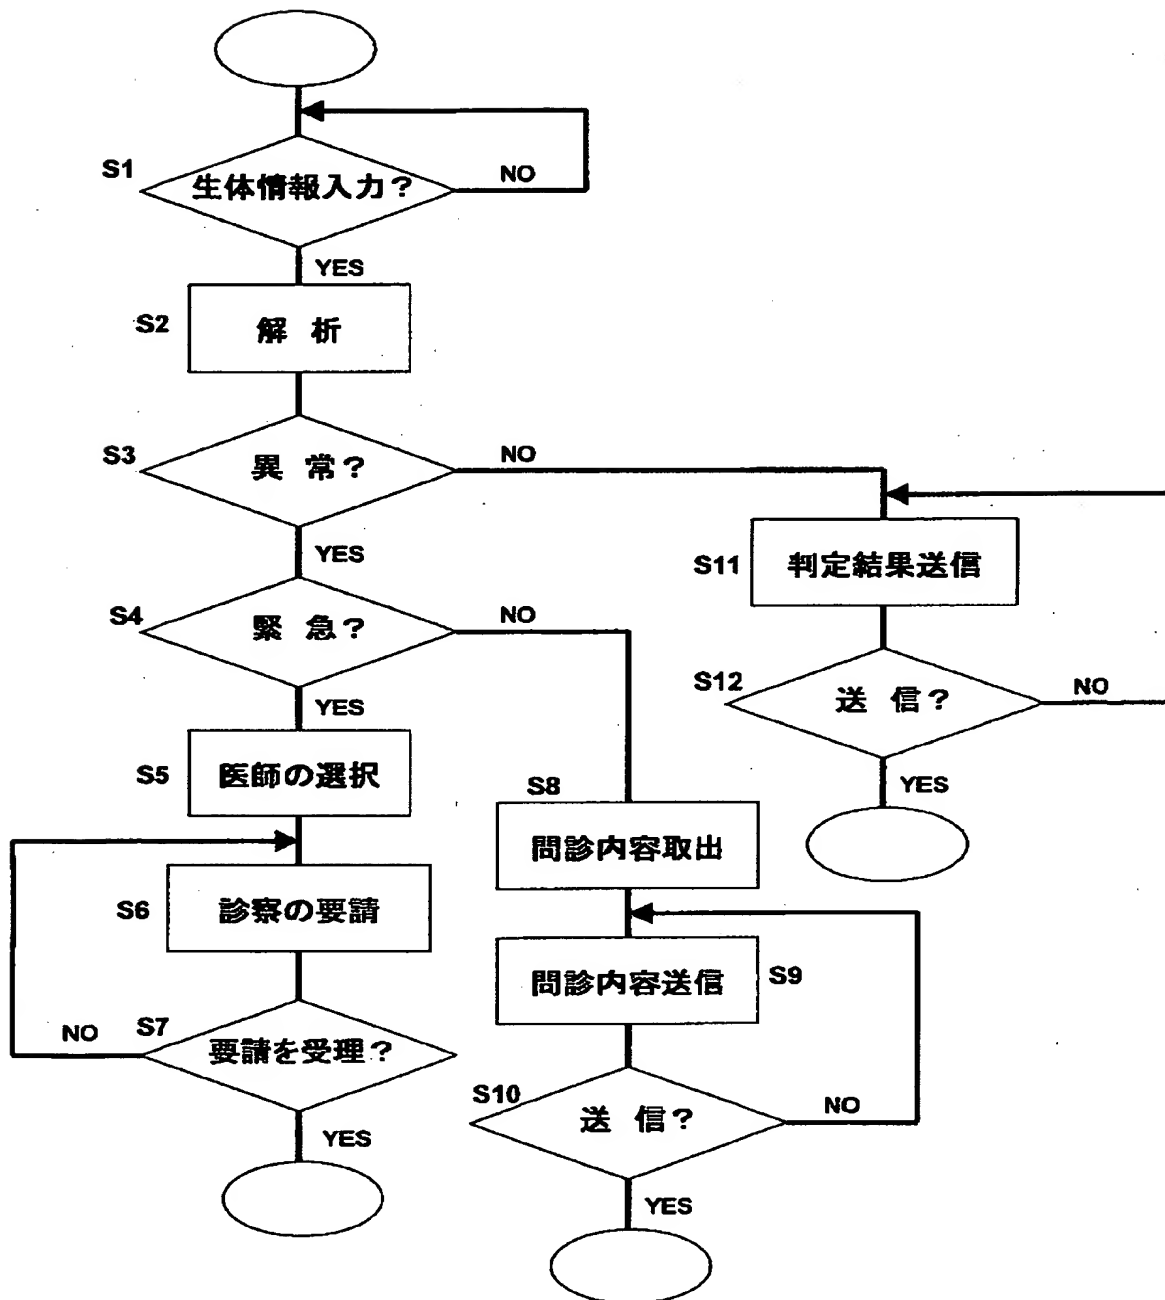 S1
生体情報入力？
NO
YES
S2
解 析
S3
異 常？
NO
YES
S11
判定結果送信
S4
緊 急？
NO
YES
S12
送 信？
NO
YES
S5
医師の選択
S8
問診内容取出
S6
診察の要請
S9
問診内容送信
S7
要請を受理？
NO
YES
S10
送 信？
NO
YES